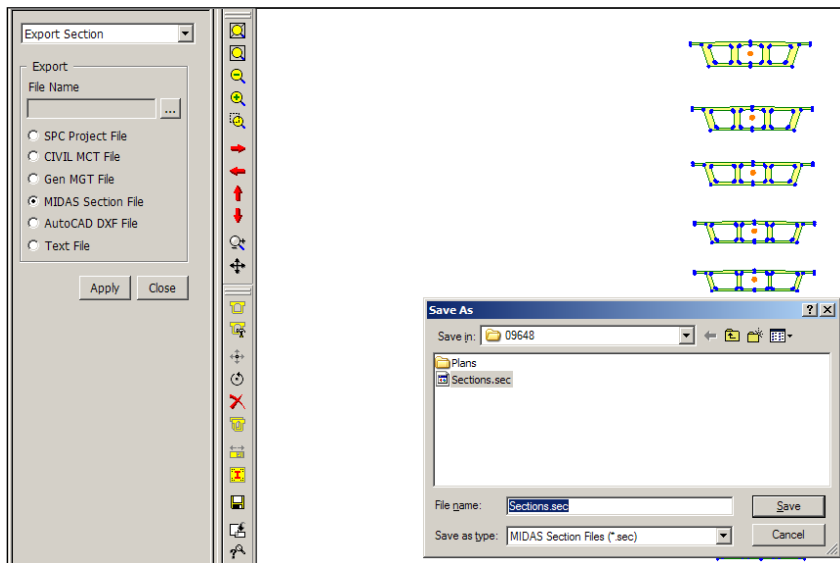 Export Section
Export
File Name
...
SPC Project File
CIVIL MCT File
Gen MGT File
MIDAS Section File
AutoCAD DXF File
Text File
Apply Close
Save As
Save in: 09648
Plans
Sections.sec
File name: Sections.sec Save
Save as type: MIDAS Section Files (*.sec) Cancel